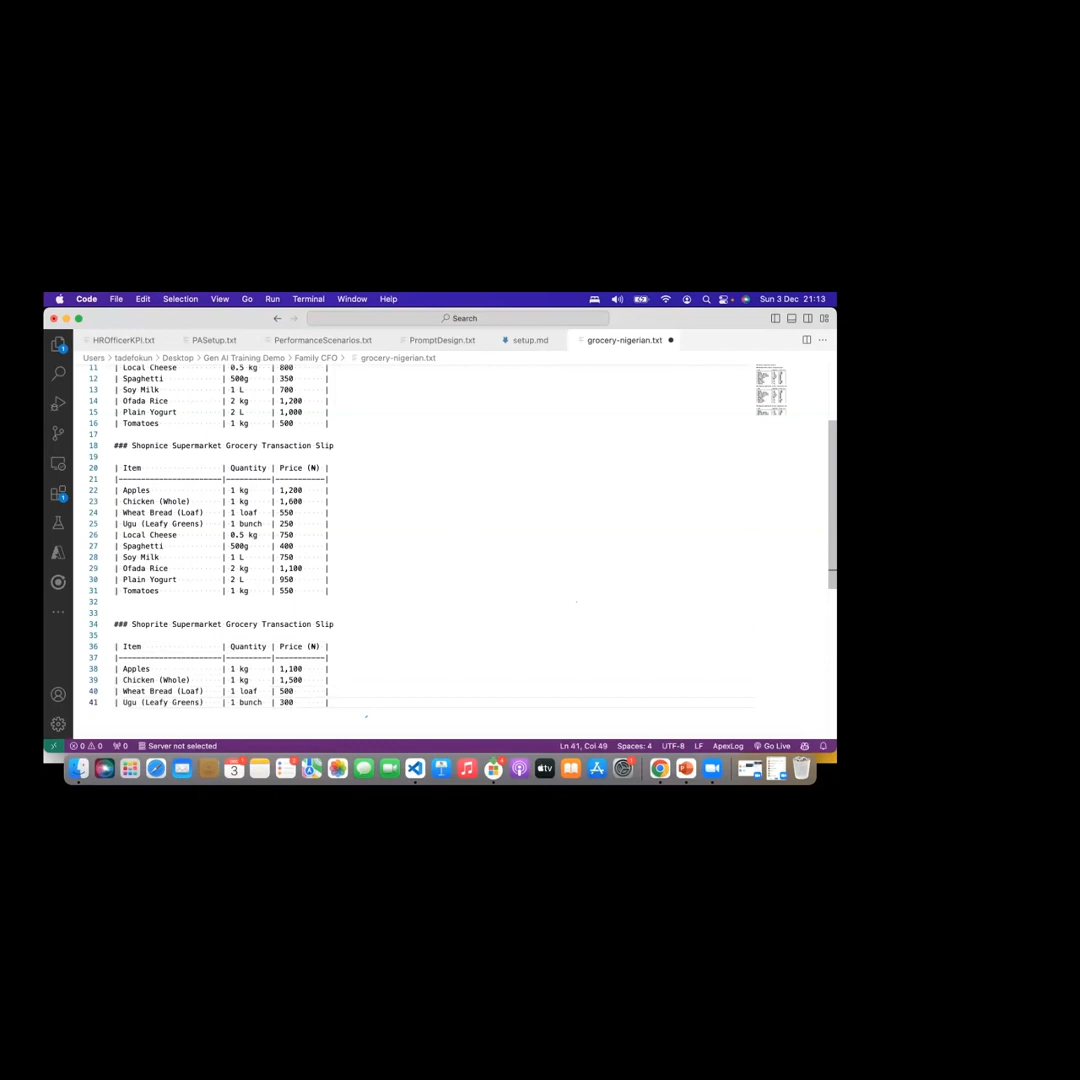 Code File Edit Selection View Go Run Terminal Window Help Sun 3 Dec 21:13
Search
HROfficerKPI.txt PASetup.txt PerformanceScenarios.txt PromptDesign.txt setup.md grocery-nigerian.txt
Users > tadefokun > Desktop > Gen AI Training Demo > Family CFO > grocery-nigerian.txt
11 | Local Cheese | 0.5 kg | 800 |
12 | Spaghetti | 500g | 350 |
13 | Soy Milk | 1 L | 700 |
14 | Ofada Rice | 2 kg | 1,200 |
15 | Plain Yogurt | 2 L | 1,000 |
16 | Tomatoes | 1 kg | 500 |
17
18 ### Shopnice Supermarket Grocery Transaction Slip
19
20 | Item | Quantity | Price (₦) |
21 |-----------------------|----------|-----------|
22 | Apples | 1 kg | 1,200 |
23 | Chicken (Whole) | 1 kg | 1,600 |
24 | Wheat Bread (Loaf) | 1 loaf | 550 |
25 | Ugu (Leafy Greens) | 1 bunch | 250 |
26 | Local Cheese | 0.5 kg | 750 |
27 | Spaghetti | 500g | 400 |
28 | Soy Milk | 1 L | 750 |
29 | Ofada Rice | 2 kg | 1,100 |
30 | Plain Yogurt | 2 L | 950 |
31 | Tomatoes | 1 kg | 550 |
32
33
34 ### Shoprite Supermarket Grocery Transaction Slip
35
36 | Item | Quantity | Price (₦) |
37 |-----------------------|----------|-----------|
38 | Apples | 1 kg | 1,100 |
39 | Chicken (Whole) | 1 kg | 1,500 |
40 | Wheat Bread (Loaf) | 1 loaf | 500 |
41 | Ugu (Leafy Greens) | 1 bunch | 300 |
0 0 0 Server not selected Ln 41, Col 49 Spaces: 4 UTF-8 LF ApexLog Go Live
3
tv